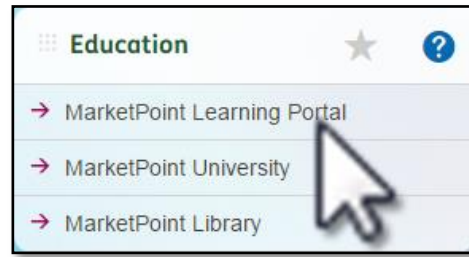 Education ?
MarketPoint Learning Portal
MarketPoint University
MarketPoint Library